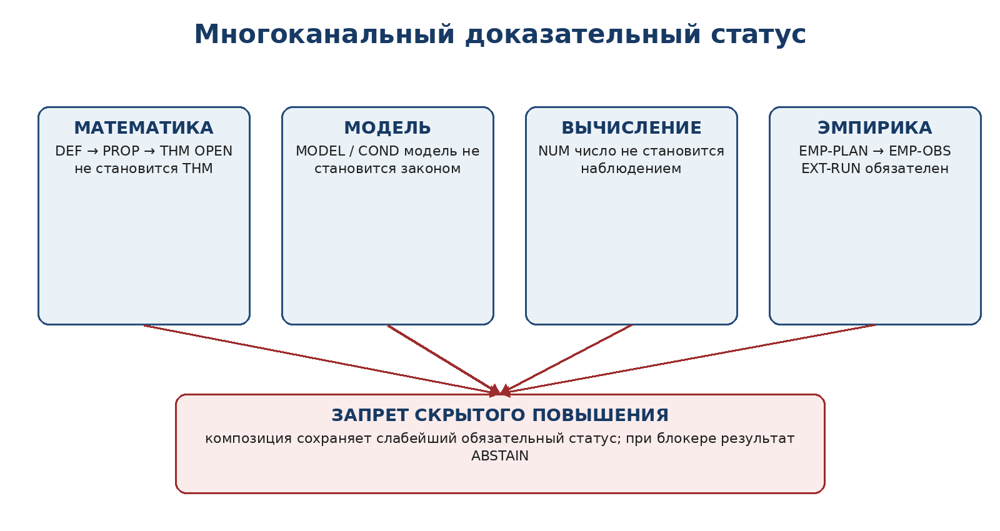 Многоканальный доказательный статус
МАТЕМАТИКА
DEF → PROP → THM OPEN
не становится THM
МОДЕЛЬ
MODEL / COND модель не
становится законом
ВЫЧИСЛЕНИЕ
NUM число не становится
наблюдением
ЭМПИРИКА
EMP-PLAN → EMP-OBS
EXT-RUN обязателен
ЗАПРЕТ СКРЫТОГО ПОВЫШЕНИЯ
композиция сохраняет слабейший обязательный статус; при блокере результат
ABSTAIN